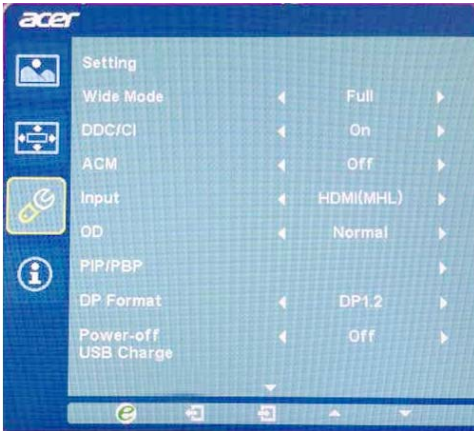 acer
Setting
Wide Mode Full
DDC/CI On
ACM Off
Input HDMI(MHL)
OD Normal
PIP/PBP
DP Format DP1.2
Power-off Off
USB Charge